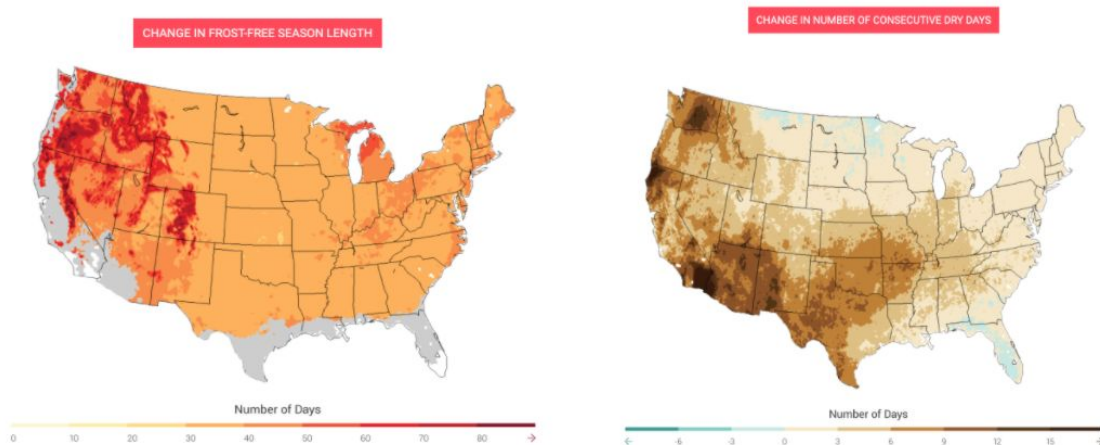 CHANGE IN FROST-FREE SEASON LENGTH
CHANGE IN NUMBER OF CONSECUTIVE DRY DAYS
Number of Days
0 10 20 30 40 50 60 70 80
Number of Days
-6 -3 0 3 6 9 12 15